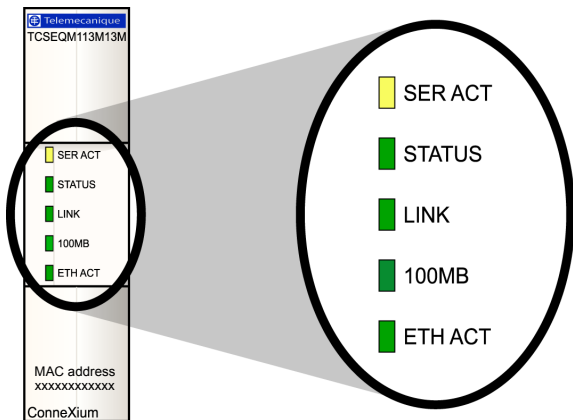 Telemecanique
TCSEQM113M13M
SER ACT
STATUS
LINK
100MB
ETH ACT
MAC address
xxxxxxxxxxxx
ConneXium
SER ACT
STATUS
LINK
100MB
ETH ACT